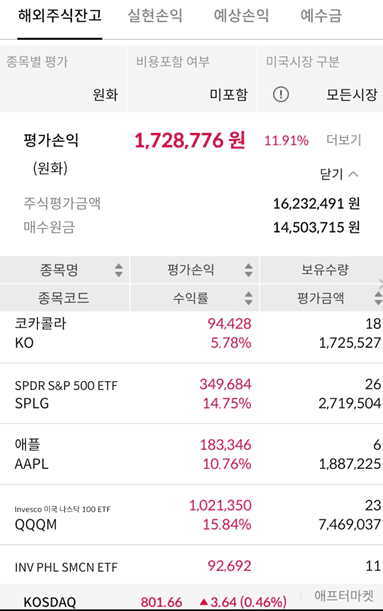 해외주식잔고 실현손익 예상손익 예수금
종목별 평가 비용포함 여부 미국시장 구분
원화 미포함 모든시장
평가손익 1,728,776 원 11.91% 더보기
(원화) 닫기
주식평가금액 16,232,491 원
매수원금 14,503,715 원
종목명 평가손익 보유수량
종목코드 수익률 평가금액
코카콜라 94,428 18
KO 5.78% 1,725,527
SPDR S&P 500 ETF 349,684 26
SPLG 14.75% 2,719,504
애플 183,346 6
AAPL 10.76% 1,887,225
Invesco 미국 나스닥 100 ETF 1,021,350 23
QQQM 15.84% 7,469,037
INV PHL SMCN ETF 92,692 11
KOSDAQ 801.66 ▲3.64 (0.46%) 애프터마켓